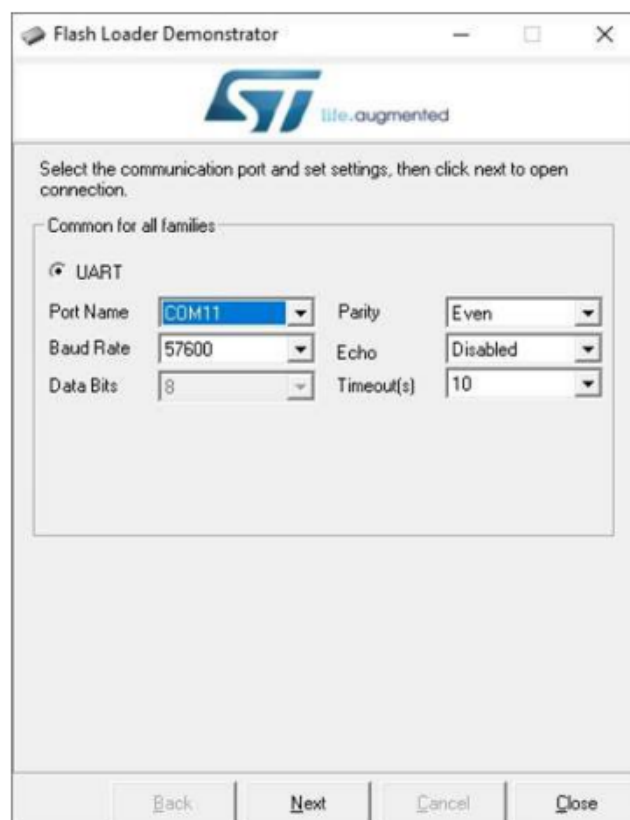 Flash Loader Demonstrator
ST life.augmented
Select the communication port and set settings, then click next to open
connection.
Common for all families
UART
Port Name COM11 Parity Even
Baud Rate 57600 Echo Disabled
Data Bits 8 Timeout(s) 10
Back Next Cancel Close